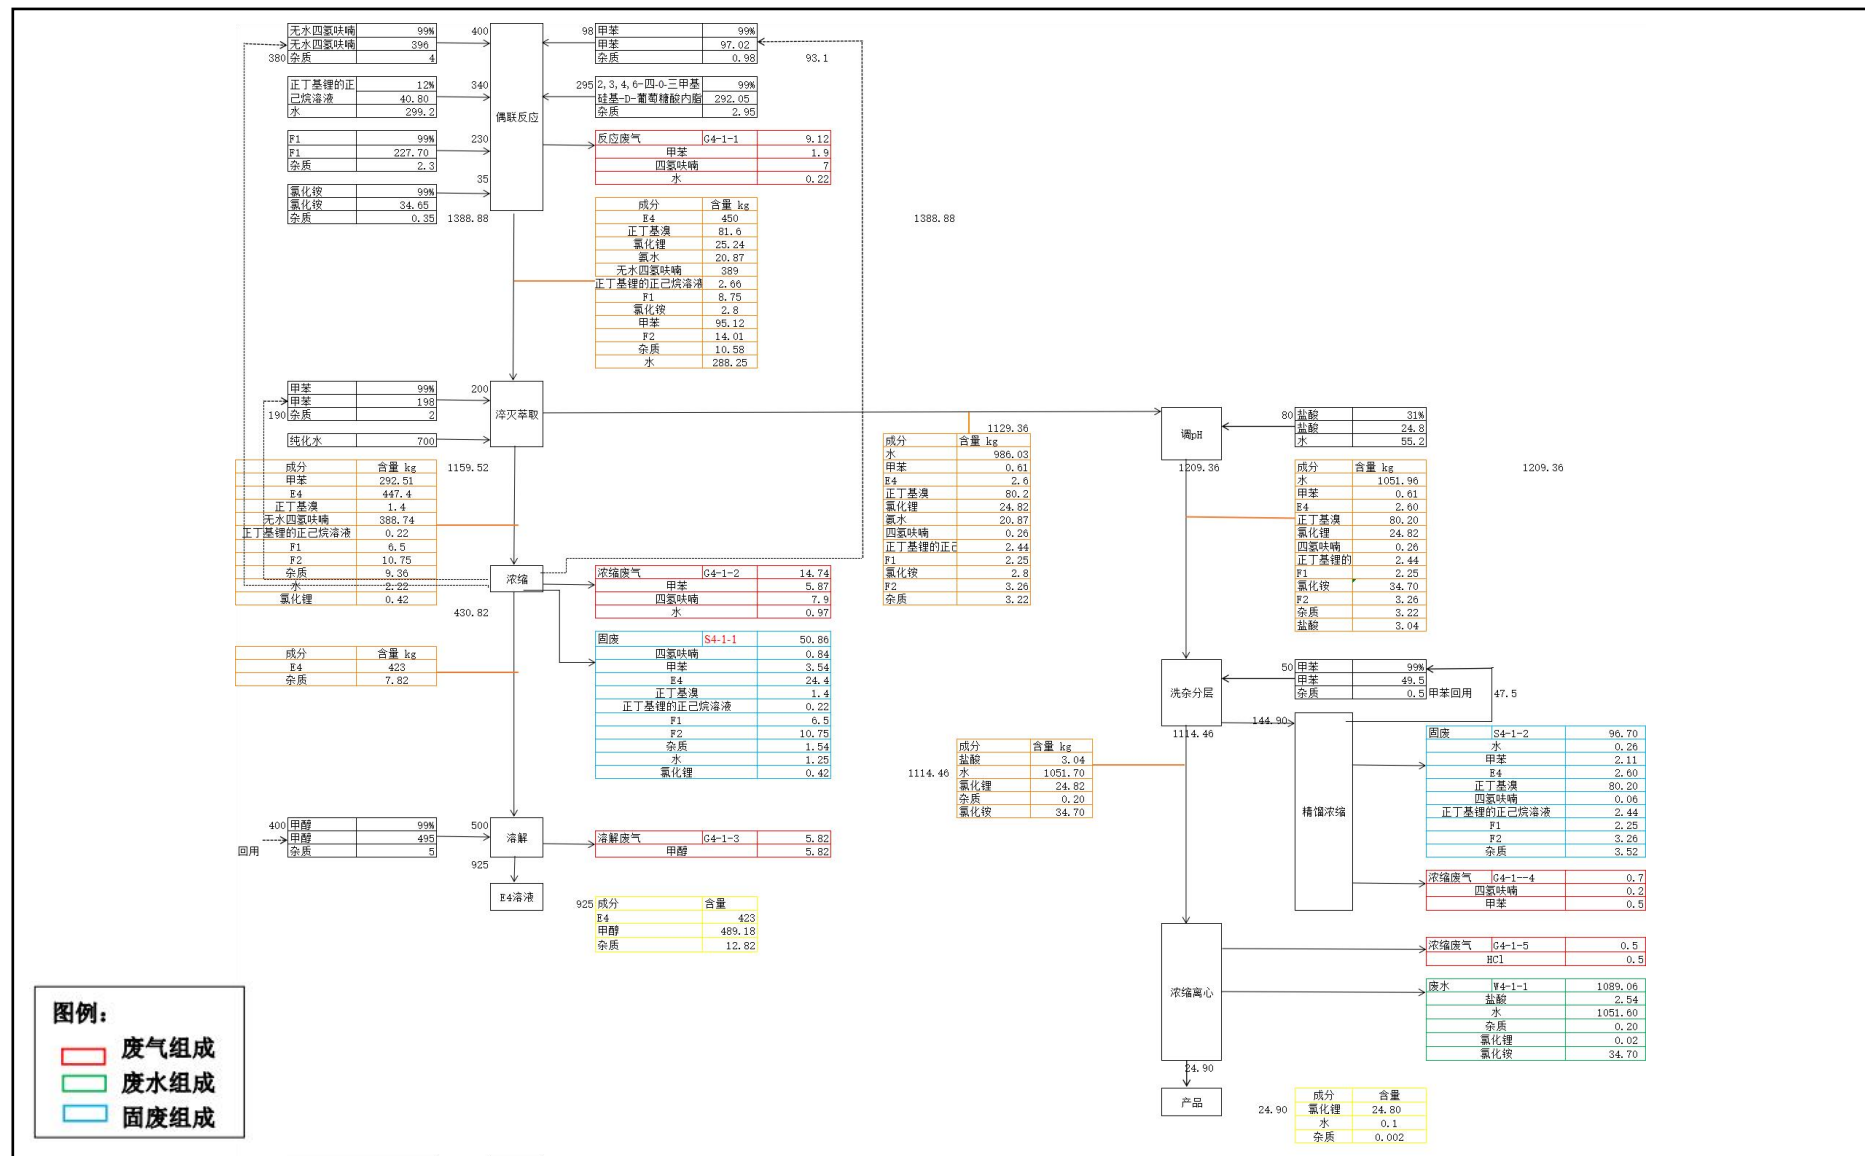 无水四氢呋喃 99%
无水四氢呋喃 396
杂质 4
400
380
98
甲苯 99%
甲苯 97.02
杂质 0.98
93.1
正丁基锂的正 12%
己烷溶液 40.80
水 299.2
340
295
2,3,4,6-四-O-三甲基 99%
硅基-D-葡萄糖酸内脂 292.05
杂质 2.95
偶联反应
F1 99%
F1 227.70
杂质 2.3
230
反应废气 G4-1-1 9.12
甲苯 1.9
四氢呋喃 7
水 0.22
35
氯化铵 99%
氯化铵 34.65
杂质 0.35
1388.88
成分 含量 kg
E4 450
正丁基溴 81.6
氯化锂 25.24
氨水 20.87
无水四氢呋喃 389
正丁基锂的正己烷溶液 2.66
F1 8.75
氯化铵 2.8
甲苯 95.12
F2 14.01
杂质 10.58
水 288.25
1388.88
甲苯 99%
甲苯 198
杂质 2
200
190
纯化水 700
淬灭萃取
1159.52
成分 含量 kg
甲苯 292.51
E4 447.4
正丁基溴 1.4
无水四氢呋喃 388.74
正丁基锂的正己烷溶液 0.22
F1 6.5
F2 10.75
杂质 9.36
水 2.22
氯化锂 0.42
浓缩
浓缩废气 G4-1-2 14.74
甲苯 5.87
四氢呋喃 7.9
水 0.97
430.82
固废 S4-1-1 50.86
四氢呋喃 0.84
甲苯 3.54
E4 24.4
正丁基溴 1.4
正丁基锂的正己烷溶液 0.22
F1 6.5
F2 10.75
杂质 1.54
水 1.25
氯化锂 0.42
成分 含量 kg
E4 423
杂质 7.82
400
回用
甲醇 99%
甲醇 495
杂质 5
500
溶解
溶解废气 G4-1-3 5.82
甲醇 5.82
925
E4溶液
925
成分 含量
E4 423
甲醇 489.18
杂质 12.82
1129.36
成分 含量 kg
水 986.03
甲苯 0.61
E4 2.6
正丁基溴 80.2
氯化锂 24.82
氨水 20.87
四氢呋喃 0.26
正丁基锂的正己 2.44
F1 2.25
氯化铵 2.8
F2 3.26
杂质 3.22
调pH
80
盐酸 31%
盐酸 24.8
水 55.2
1209.36
成分 含量 kg
水 1051.96
甲苯 0.61
E4 2.60
正丁基溴 80.20
氯化锂 24.82
四氢呋喃 0.26
正丁基锂的 2.44
F1 2.25
氯化铵 34.70
F2 3.26
杂质 3.22
盐酸 3.04
1209.36
洗杂分层
50
甲苯 99%
甲苯 49.5
杂质 0.5
甲苯回用
47.5
144.90
1114.46
1114.46
成分 含量 kg
盐酸 3.04
水 1051.70
氯化锂 24.82
杂质 0.20
氯化铵 34.70
精馏浓缩
固废 S4-1-2 96.70
水 0.26
甲苯 2.11
E4 2.60
正丁基溴 80.20
四氢呋喃 0.06
正丁基锂的正己烷溶液 2.44
F1 2.25
F2 3.26
杂质 3.52
浓缩废气 G4-1--4 0.7
四氢呋喃 0.2
甲苯 0.5
浓缩离心
浓缩废气 G4-1-5 0.5
HCl 0.5
废水 W4-1-1 1089.06
盐酸 2.54
水 1051.60
杂质 0.20
氯化锂 0.02
氯化铵 34.70
24.90
产品
24.90
成分 含量
氯化锂 24.80
水 0.1
杂质 0.002
图例：
废气组成
废水组成
固废组成